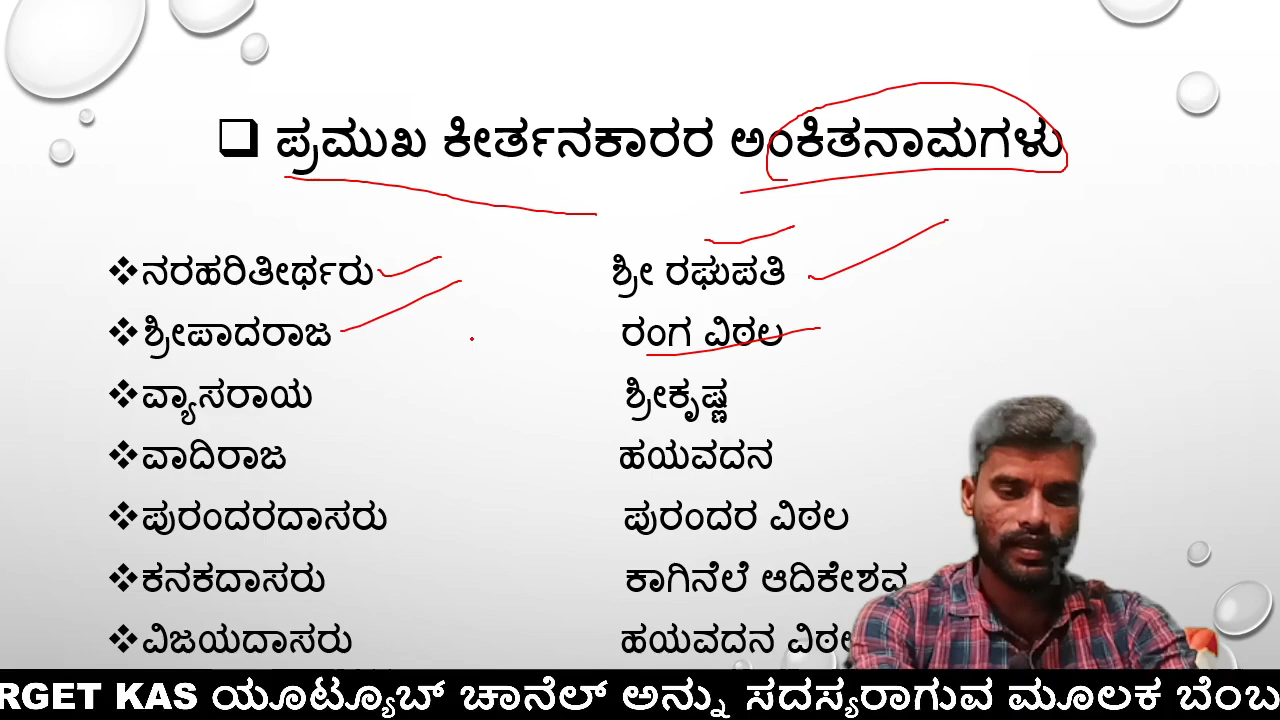 ❑ ಪ್ರಮುಖ ಕೀರ್ತನಕಾರರ ಅಂಕಿತನಾಮಗಳು
❖ನರಹರಿತೀರ್ಥರು ಶ್ರೀ ರಘುಪತಿ
❖ಶ್ರೀಪಾದರಾಜ ರಂಗ ವಿಠಲ
❖ವ್ಯಾಸರಾಯ ಶ್ರೀಕೃಷ್ಣ
❖ವಾದಿರಾಜ ಹಯವದನ
❖ಪುರಂದರದಾಸರು ಪುರಂದರ ವಿಠಲ
❖ಕನಕದಾಸರು ಕಾಗಿನೆಲೆ ಆದಿಕೇಶವ
❖ವಿಜಯದಾಸರು ಹಯವದನ
RGET KAS ಯೂಟ್ಯೂಬ್ ಚಾನೆಲ್ ಅನ್ನು ಸದಸ್ಯರಾಗುವ ಮೂಲಕ ಬೆಂಬ